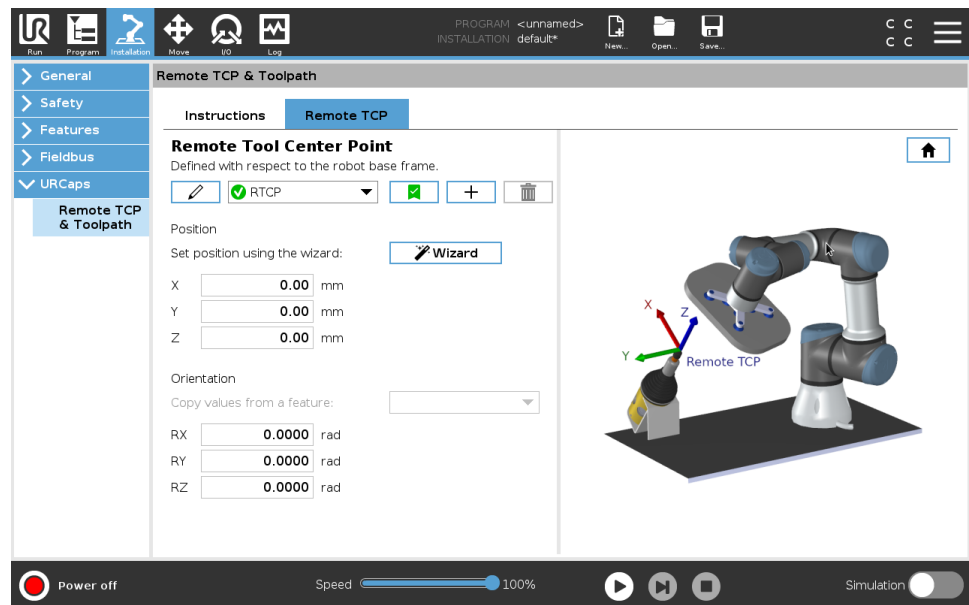 UR
PROGRAM <unnamed>
INSTALLATION default*
Run Program Installation Move I/O Log New... Open... Save...
C C
C C
General
Safety
Features
Fieldbus
URCaps
Remote TCP
& Toolpath
Remote TCP & Toolpath
Instructions Remote TCP
Remote Tool Center Point
Defined with respect to the robot base frame.
RTCP
Position
Set position using the wizard: Wizard
X 0.00 mm
Y 0.00 mm
Z 0.00 mm
Orientation
Copy values from a feature:
RX 0.0000 rad
RY 0.0000 rad
RZ 0.0000 rad
X
Z
Y
Remote TCP
Power off Speed 100% Simulation